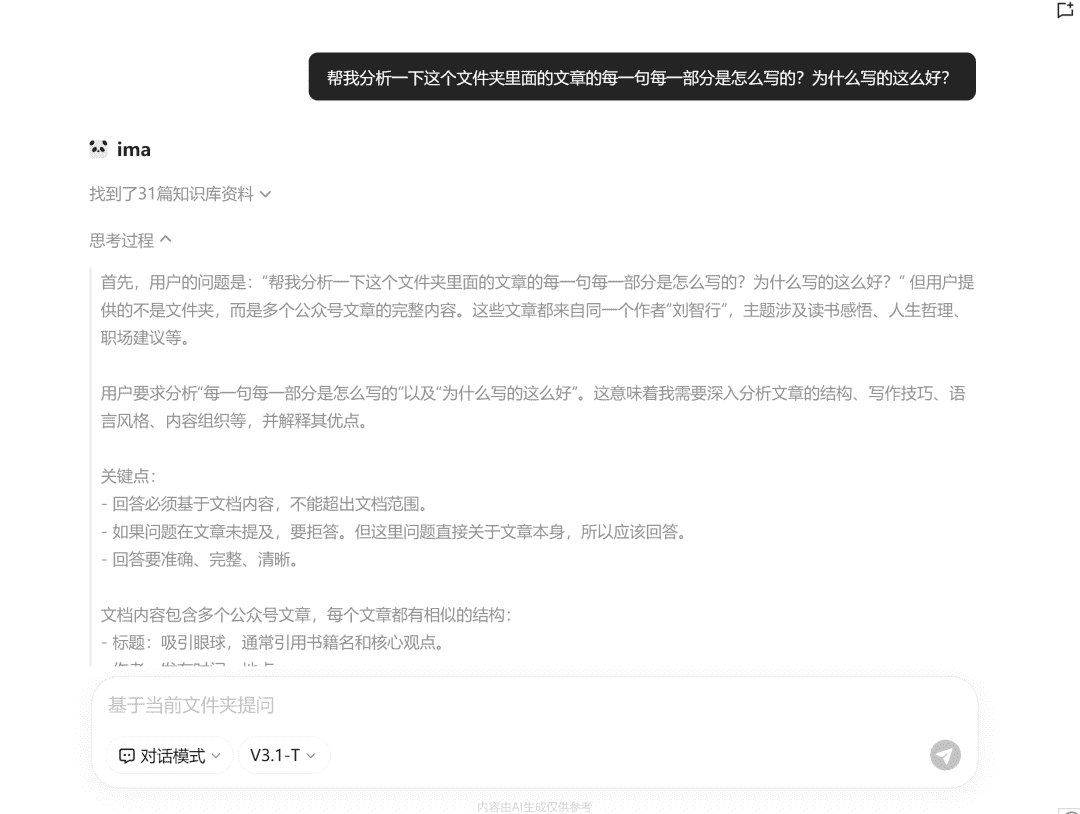 帮我分析一下这个文件夹里面的文章的每一句每一部分是怎么写的？为什么写的这么好？
ima
找到了31篇知识库资料
思考过程
首先，用户的问题是：“帮我分析一下这个文件夹里面的文章的每一句每一部分是怎么写的？为什么写的这么好？” 但用户提
供的不是文件夹，而是多个公众号文章的完整内容。这些文章都来自同一个作者“刘智行”，主题涉及读书感悟、人生哲理、
职场建议等。
用户要求分析“每一句每一部分是怎么写的”以及“为什么写的这么好”。这意味着我需要深入分析文章的结构、写作技巧、语
言风格、内容组织等，并解释其优点。
关键点：
- 回答必须基于文档内容，不能超出文档范围。
- 如果问题在文章未提及，要拒答。但这里问题直接关于文章本身，所以应该回答。
- 回答要准确、完整、清晰。
文档内容包含多个公众号文章，每个文章都有相似的结构：
- 标题：吸引眼球，通常引用书籍名和核心观点。
基于当前文件夹提问
对话模式 V3.1-T
内容由AI生成仅供参考